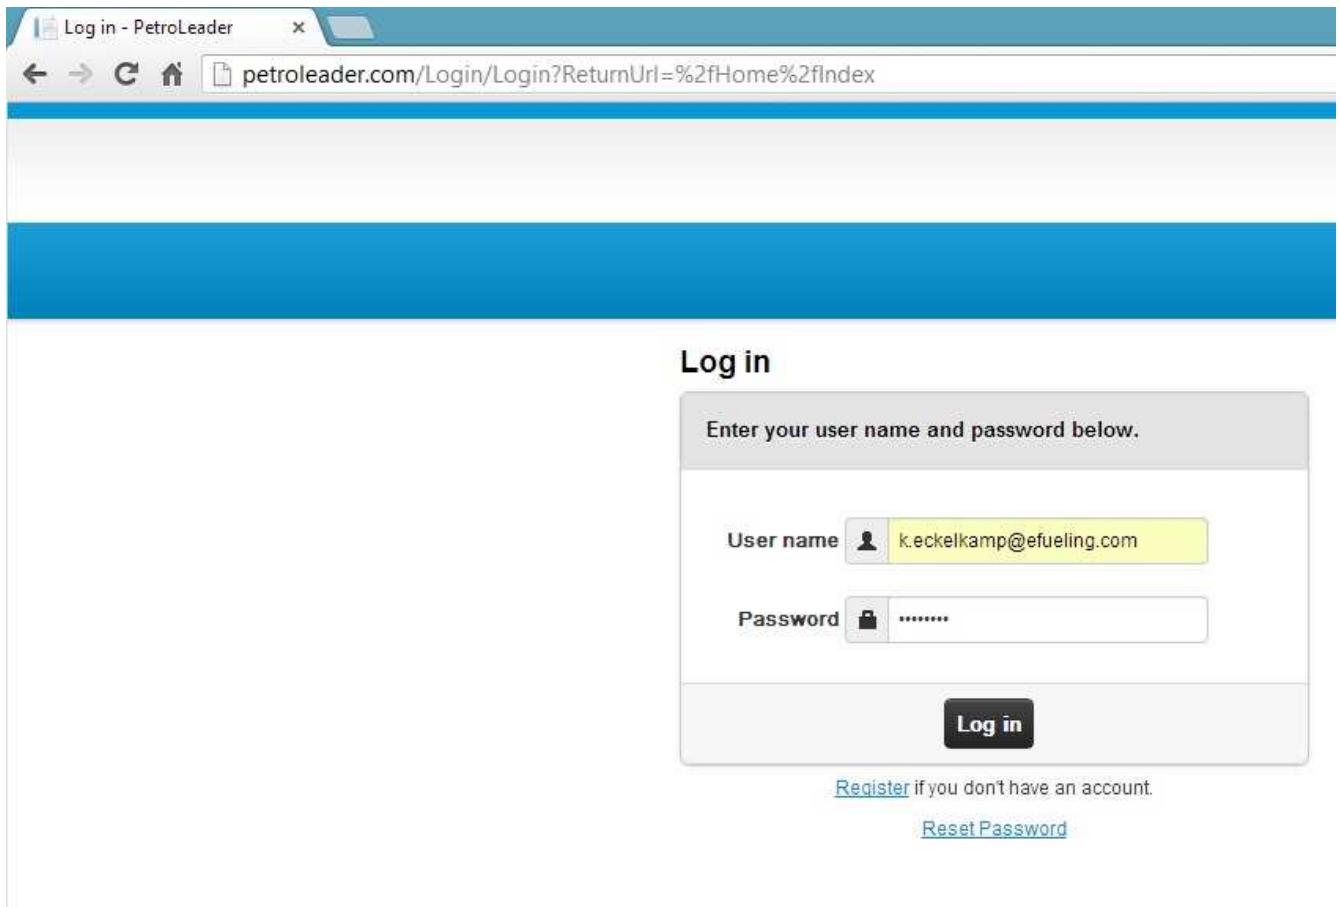 Log in - PetroLeader
petroleader.com/Login/Login?ReturnUrl=%2fHome%2fIndex
Log in
Enter your user name and password below.
User name k.eckelkamp@efueling.com
Password ••••••••
Log in
Register if you don't have an account.
Reset Password